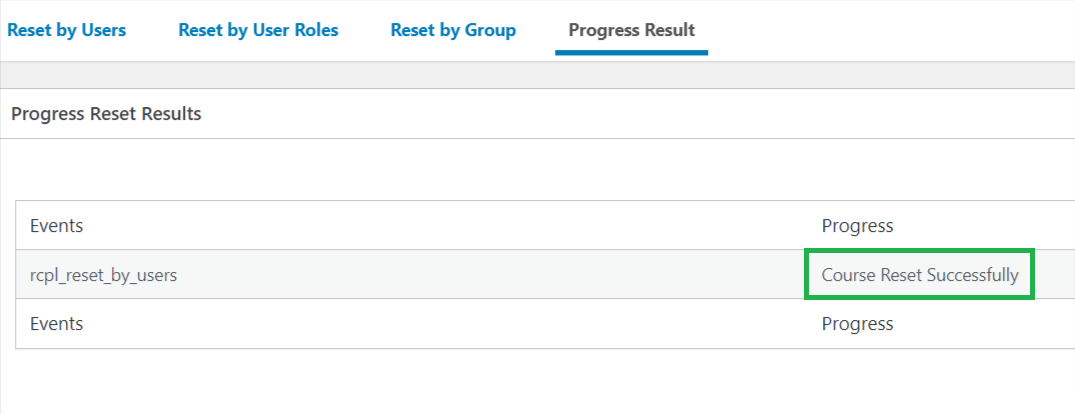 Reset by Users Reset by User Roles Reset by Group Progress Result
Progress Reset Results
Events Progress
rcpl_reset_by_users Course Reset Successfully
Events Progress